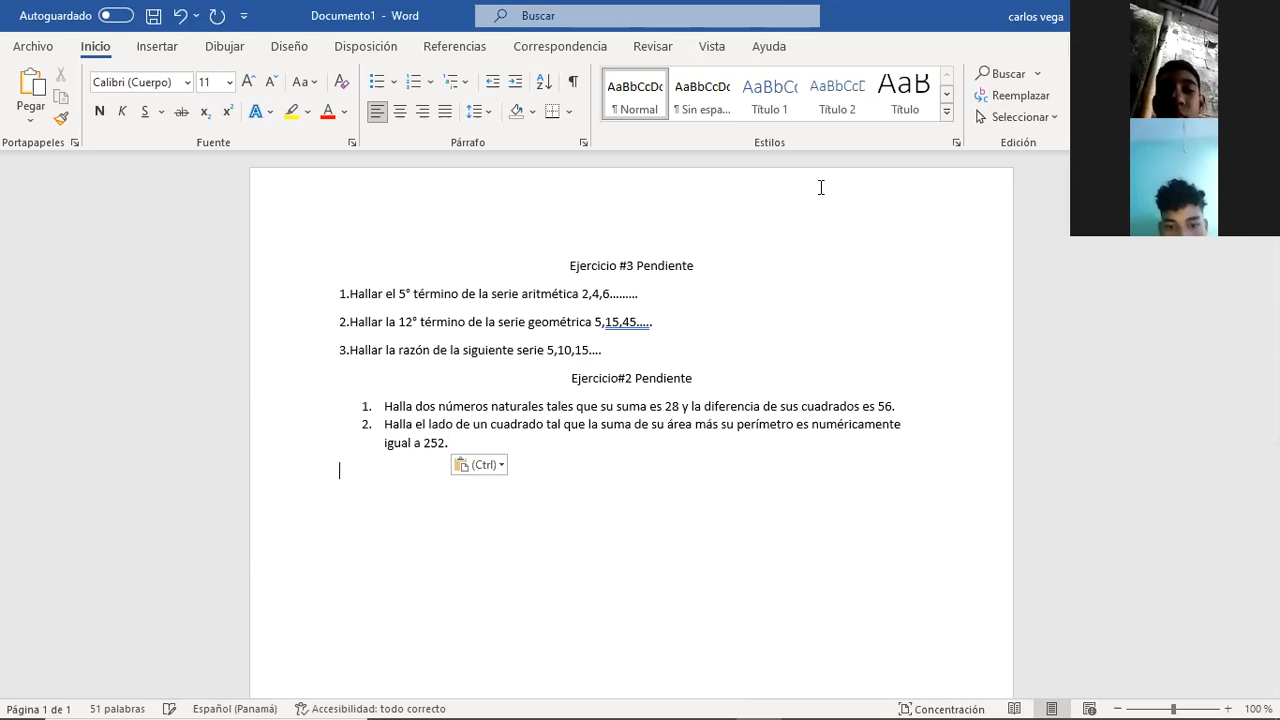 Autoguardado
Documento1 - Word
Buscar
carlos vega
Archivo Inicio Insertar Dibujar Diseño Disposición Referencias Correspondencia Revisar Vista Ayuda
Pegar
Calibri (Cuerpo) 11
AaBbCcDc AaBbCcDc AaBbCc AaBbCcC AaB
¶ Normal ¶ Sin espa... Título 1 Título 2 Título
Buscar
Reemplazar
Seleccionar
Portapapeles Fuente Párrafo Estilos Edición
Ejercicio #3 Pendiente
1.Hallar el 5° término de la serie aritmética 2,4,6.........
2.Hallar la 12° término de la serie geométrica 5,15,45.....
3.Hallar la razón de la siguiente serie 5,10,15....
Ejercicio#2 Pendiente
1. Halla dos números naturales tales que su suma es 28 y la diferencia de sus cuadrados es 56.
2. Halla el lado de un cuadrado tal que la suma de su área más su perímetro es numéricamente
igual a 252.
(Ctrl)
Página 1 de 1 51 palabras Español (Panamá) Accesibilidad: todo correcto Concentración 100 %